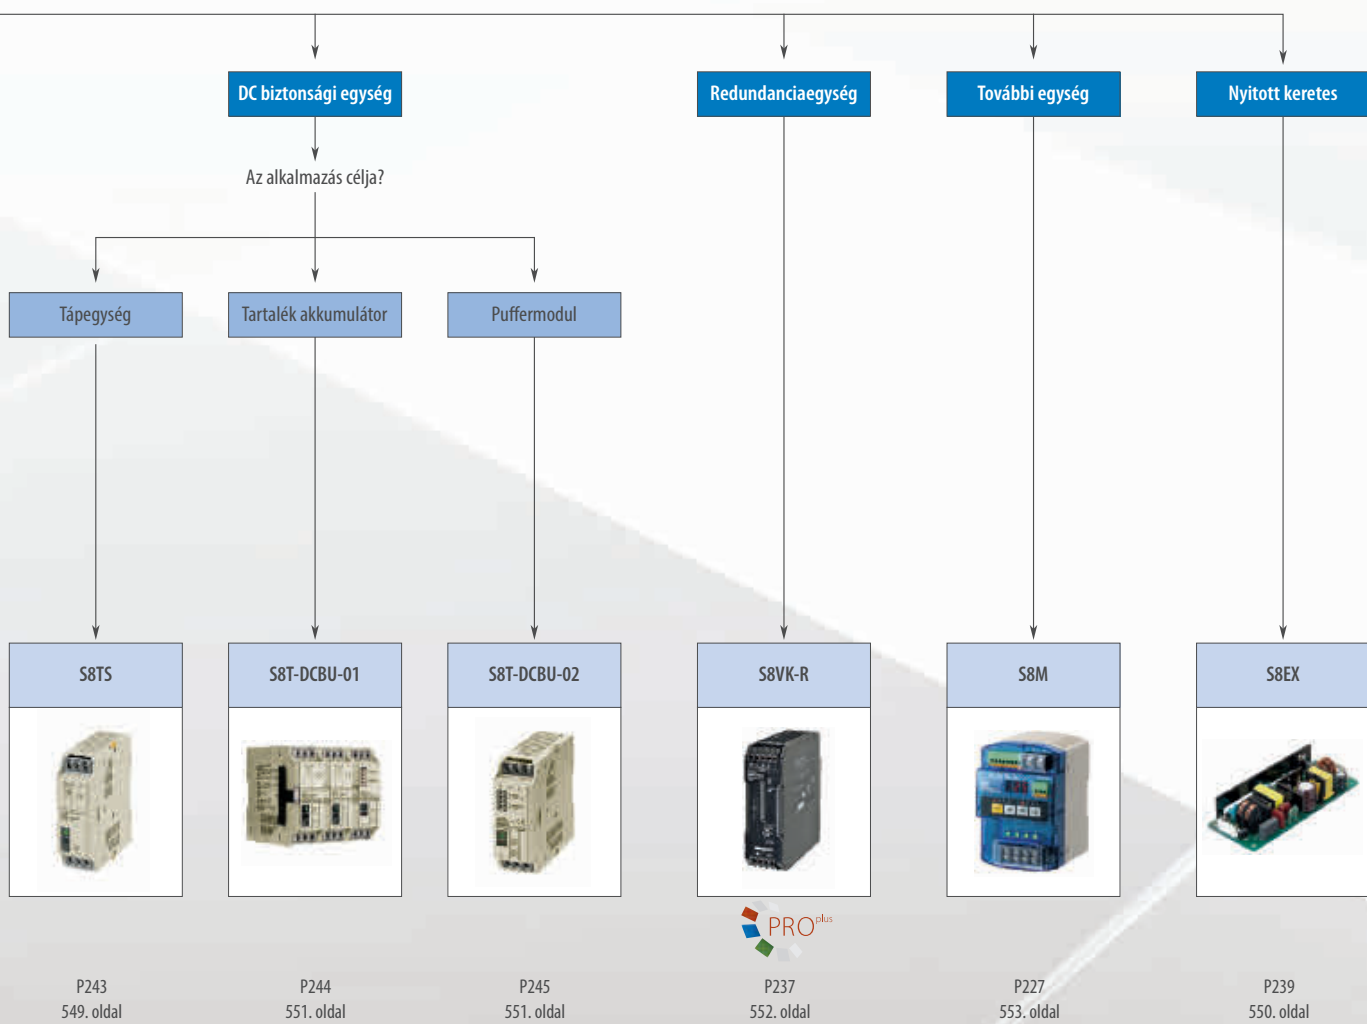 DC biztonsági egység
Redundanciaegység
További egység
Nyitott keretes
Az alkalmazás célja?
Tápegység
Tartalék akkumulátor
Puffermodul
S8TS
S8T-DCBU-01
S8T-DCBU-02
S8VK-R
S8M
S8EX
PRO plus
P243
549. oldal
P244
551. oldal
P245
551. oldal
P237
552. oldal
P227
553. oldal
P239
550. oldal